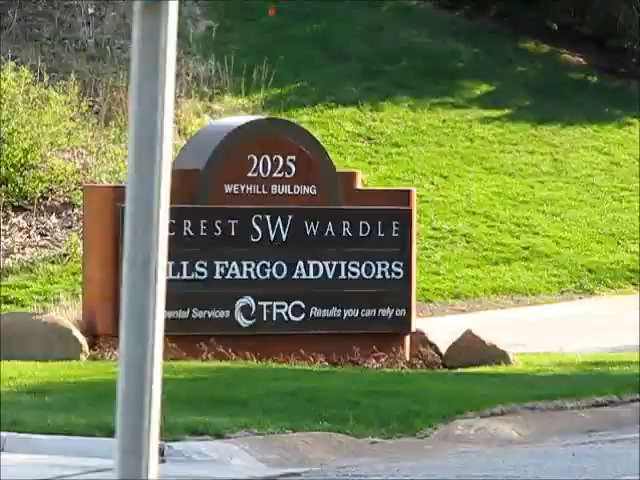 2025
WEYHILL BUILDING
CREST SW WARDLE
LLS FARGO ADVISORS
ental Services TRC Results you can rely on